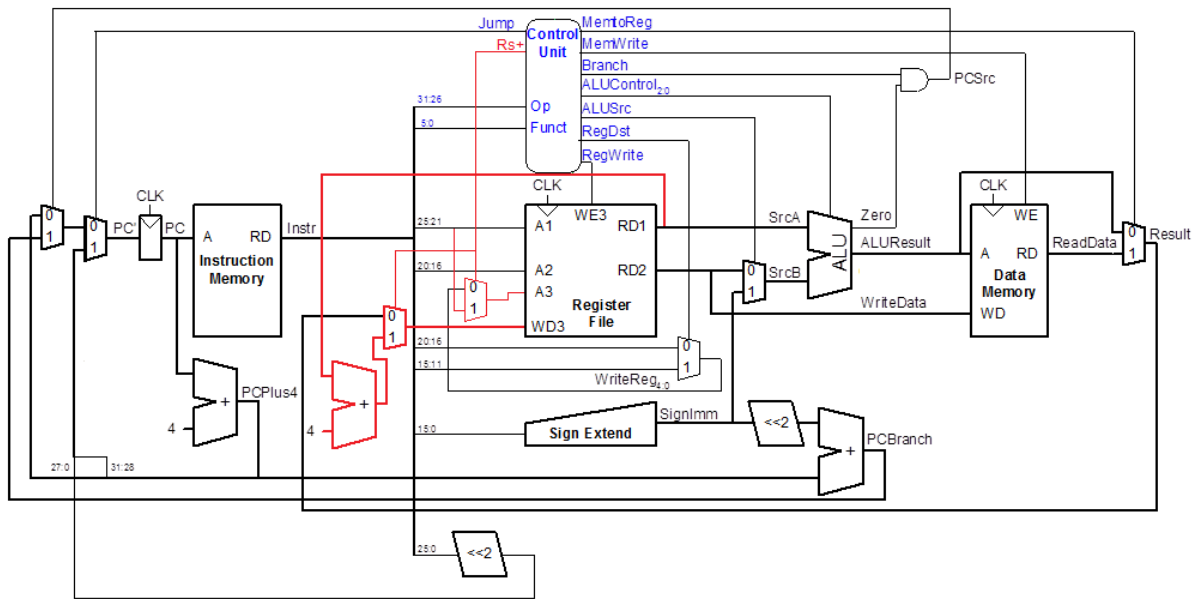 Jump
MemtoReg
Rs+
Control
Unit
MemWrite
Branch
PCSrc
ALUControl2:0
31:26
Op
ALUSrc
5:0
Funct
RegDst
RegWrite
CLK
CLK
CLK
0
1
0
1
PC'
PC
A
RD
Instruction
Memory
Instr
25:21
A1
WE3
RD1
SrcA
Zero
WE
0
1
Result
20:16
A2
RD2
0
1
SrcB
ALU
ALUResult
A
RD
ReadData
Data
Memory
0
1
A3
Register
File
WriteData
WD
0
1
WD3
20:16
0
15:11
1
WriteReg4:0
PCPlus4
+
4
+
4
SignImm
15:0
Sign Extend
<<2
PCBranch
+
27:0
31:28
25:0
<<2